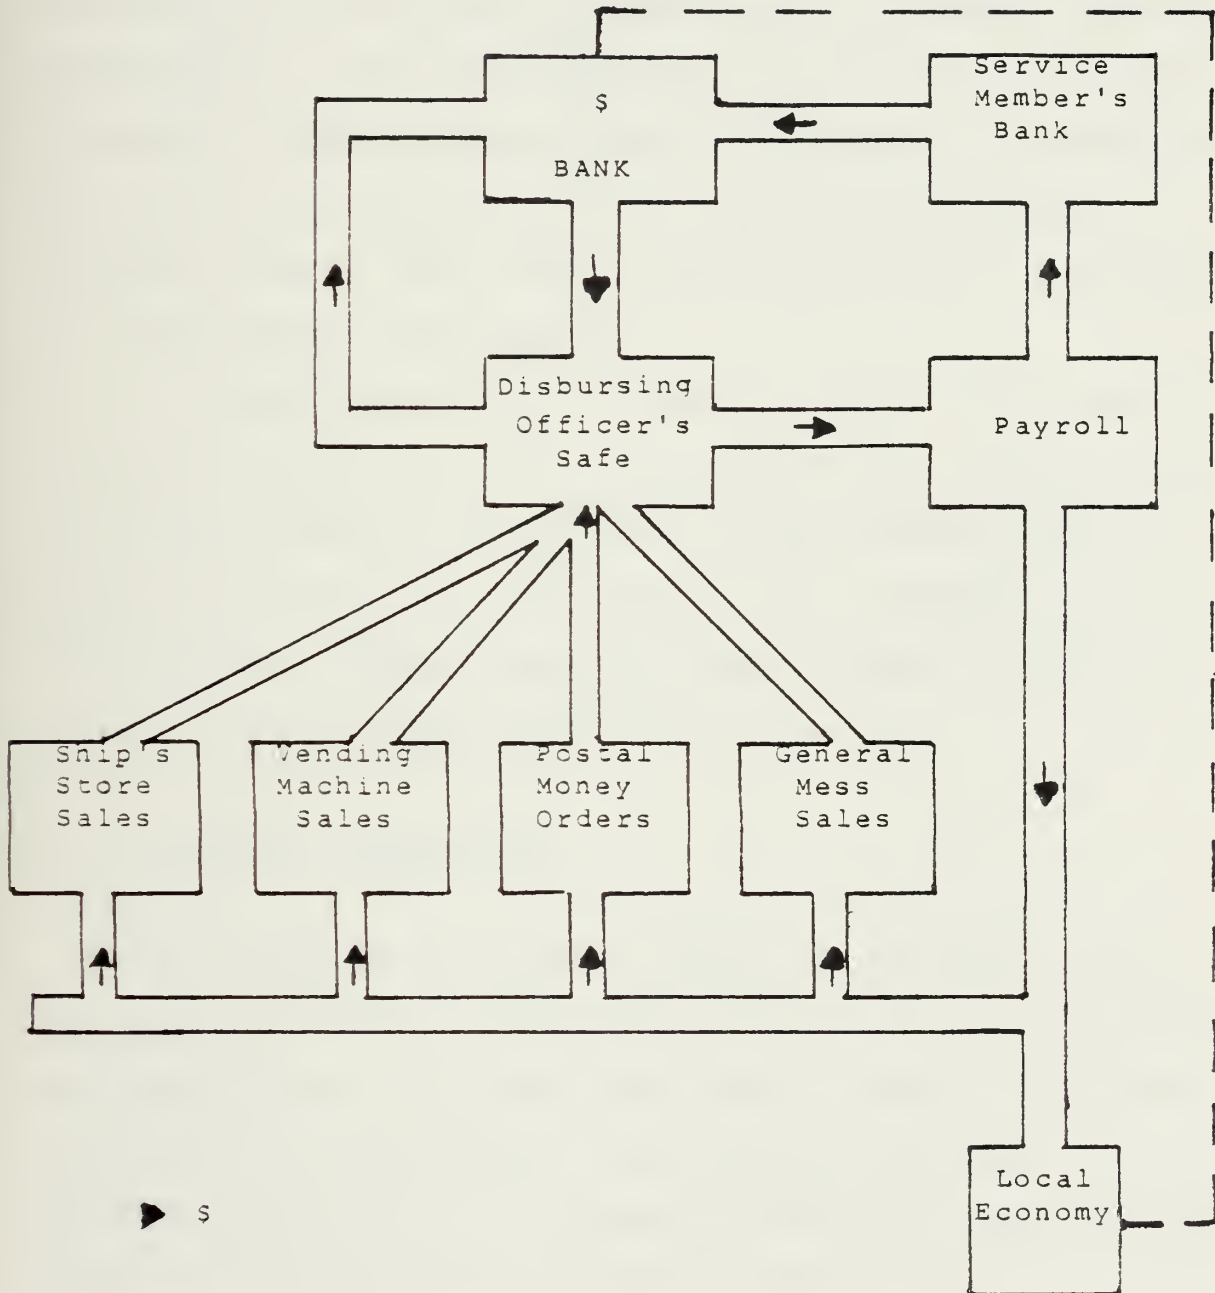 $
BANK
Service
Member's
Bank
Disbursing
Officer's
Safe
Payroll
Ship's
Store
Sales
Vending
Machine
Sales
Postal
Money
Orders
General
Mess
Sales
Local
Economy
$